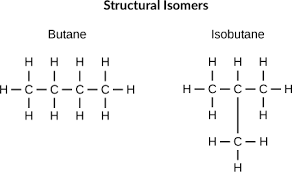 Structural Isomers
Butane
H H H H
H C C C C H
H H H H
Isobutane
H H H
H C C C H
H H
H C H
H